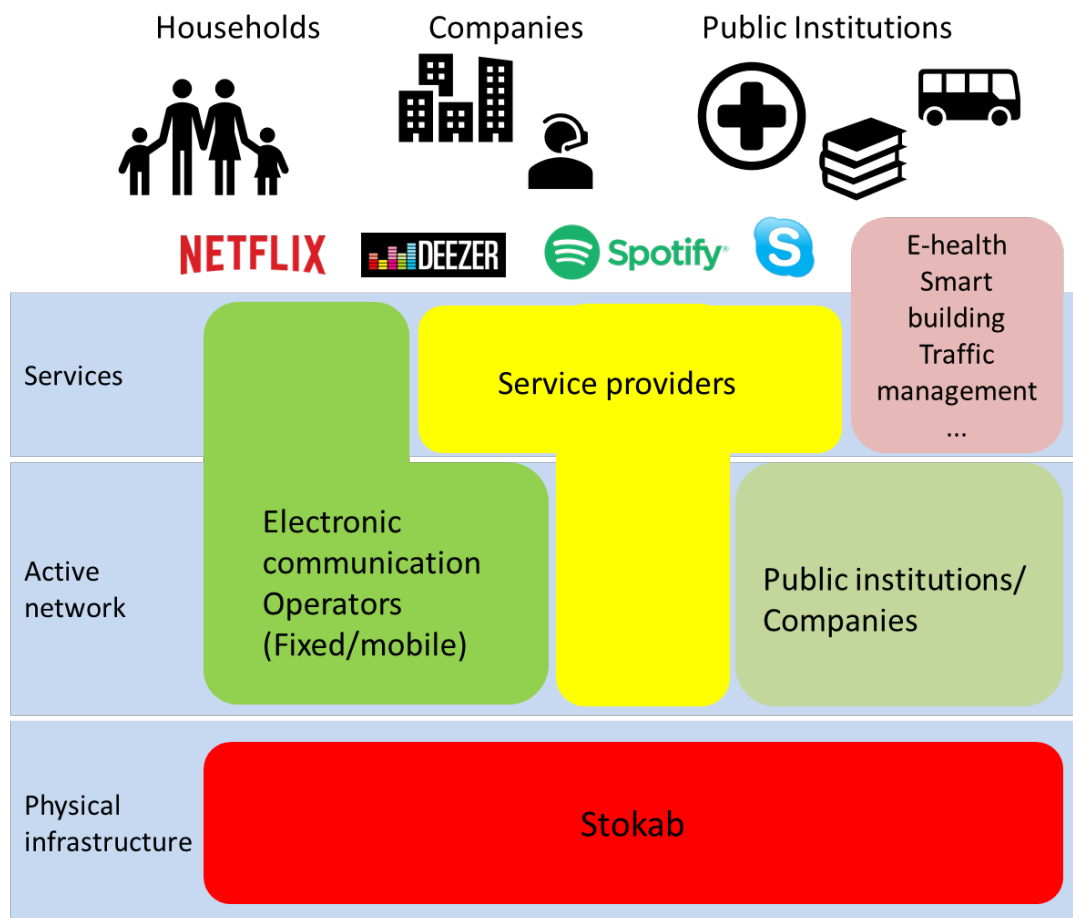 Households
Companies
Public Institutions
NETFLIX
DEEZER
Spotify®
S
E-health
Smart
building
Traffic
management
...
Services
Service providers
Electronic
communication
Operators
(Fixed/mobile)
Active
network
Public institutions/
Companies
Physical
infrastructure
Stokab